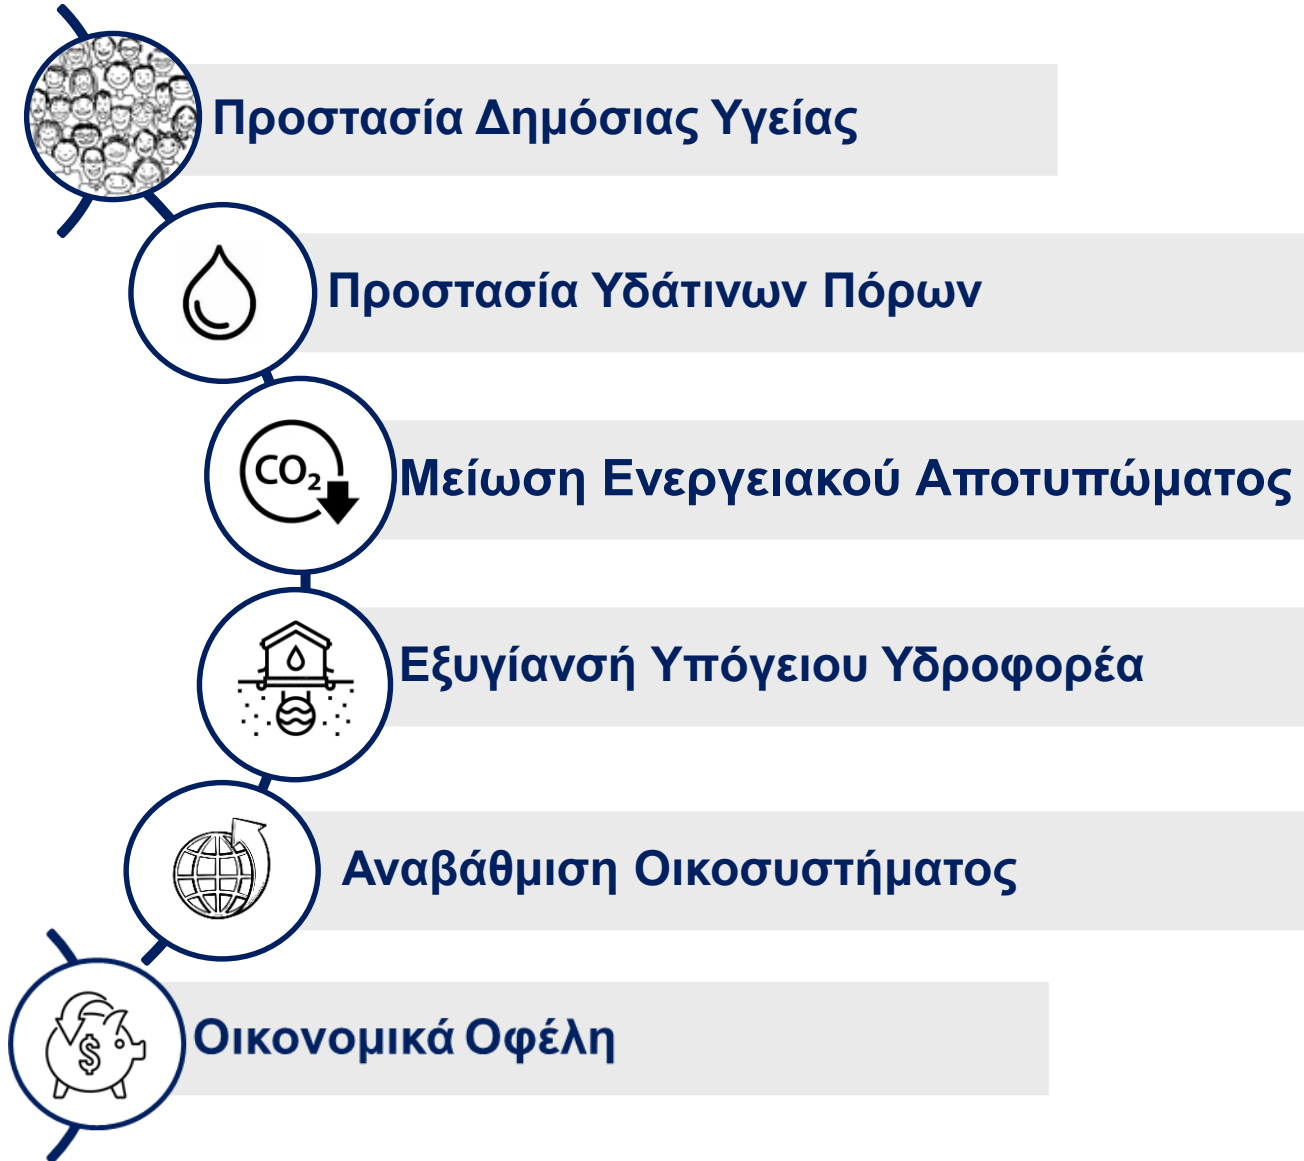 Προστασία Δημόσιας Υγείας
Προστασία Υδάτινων Πόρων
CO₂
Μείωση Ενεργειακού Αποτυπώματος
Εξυγίανσή Υπόγειου Υδροφορέα
Αναβάθμιση Οικοσυστήματος
$
Οικονομικά Οφέλη